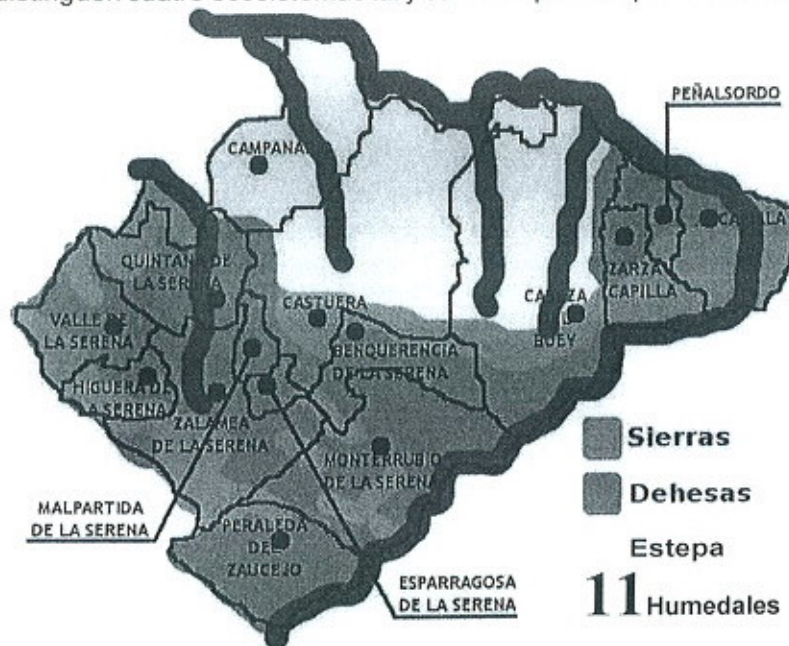 PEÑALSORDO
CAMPANA
QUINTANA DE
LA SERENA
CAPILLA
ZARZA
CAPILLA
VALLE DE
LA SERENA
CASTUERA
CABEZA
BUEY
BENQUERENCIA
DE LA SERENA
HIGUERA DE
LA SERENA
ZALAMEA
DE LA SERENA
MONTERRUBIO
DE LA SERENA
Sierras
Dehesas
MALPARTIDA
DE LA SERENA
PERALEDA
DEL
ZAUCEJO
Estepa
ESPARRAGOSA
DE LA SERENA
11 Humedales